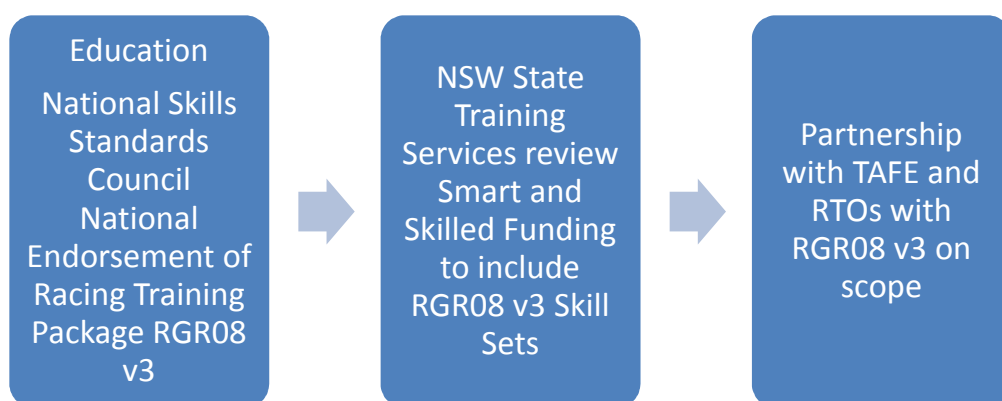 Education
National Skills
Standards
Council
National
Endorsement of
Racing Training
Package RGR08
v3
NSW State
Training
Services review
Smart and
Skilled Funding
to include
RGR08 v3 Skill
Sets
Partnership
with TAFE and
RTOs with
RGR08 v3 on
scope